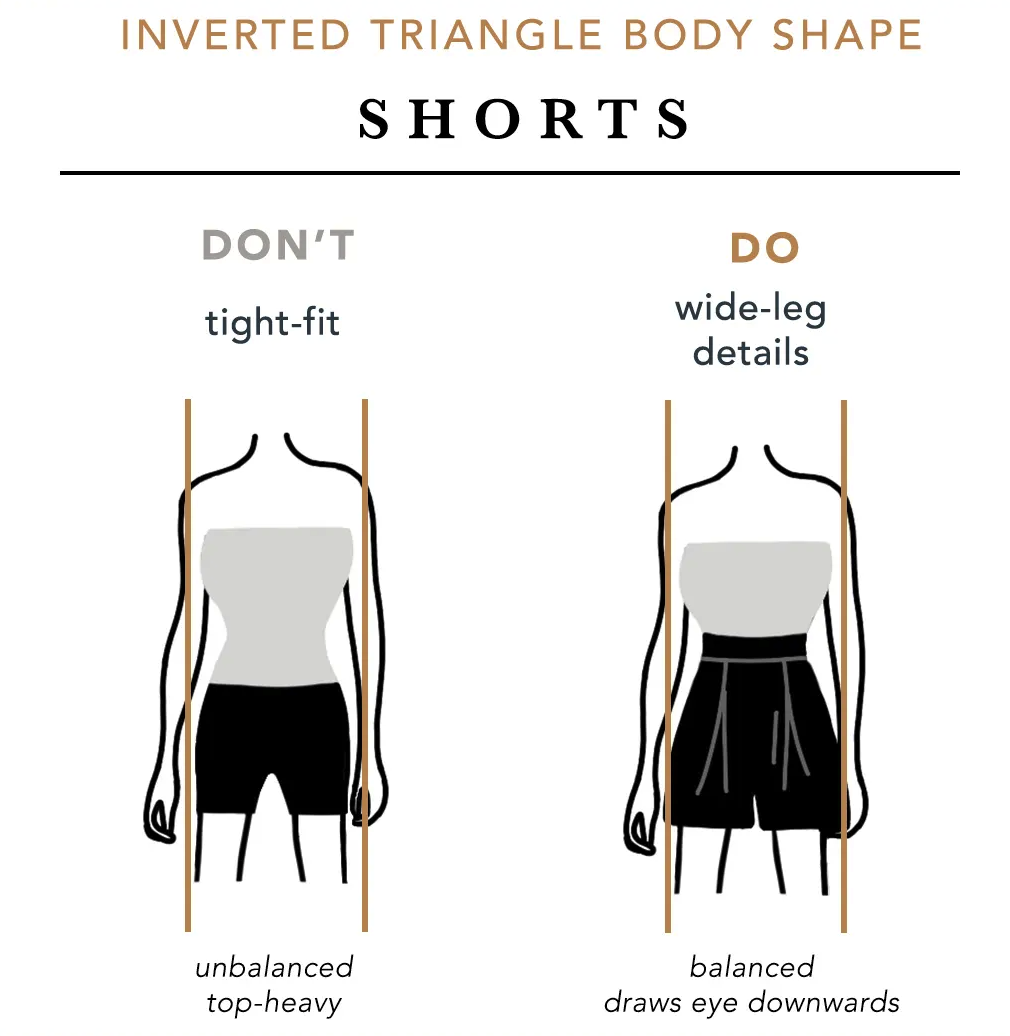 INVERTED TRIANGLE BODY SHAPE
SHORTS
DON'T
tight-fit
unbalanced
top-heavy
DO
wide-leg
details
balanced
draws eye downwards